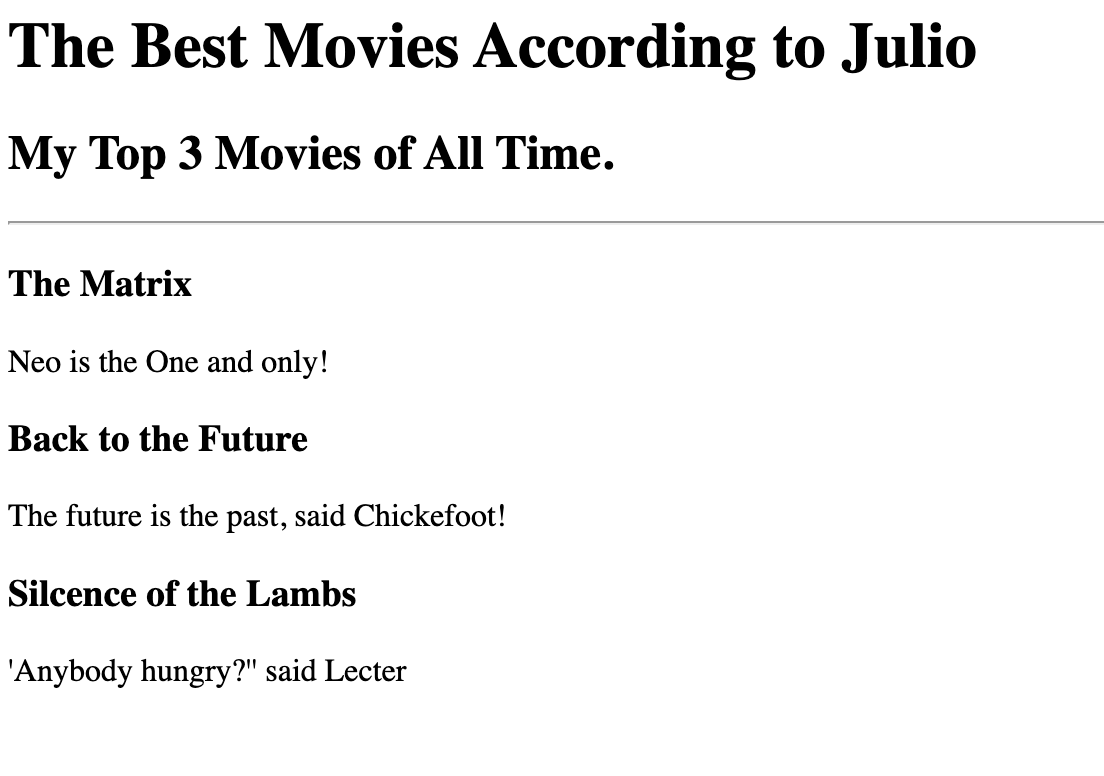 The Best Movies According to Julio
My Top 3 Movies of All Time.
The Matrix
Neo is the One and only!
Back to the Future
The future is the past, said Chickefoot!
Silcence of the Lambs
'Anybody hungry?" said Lecter